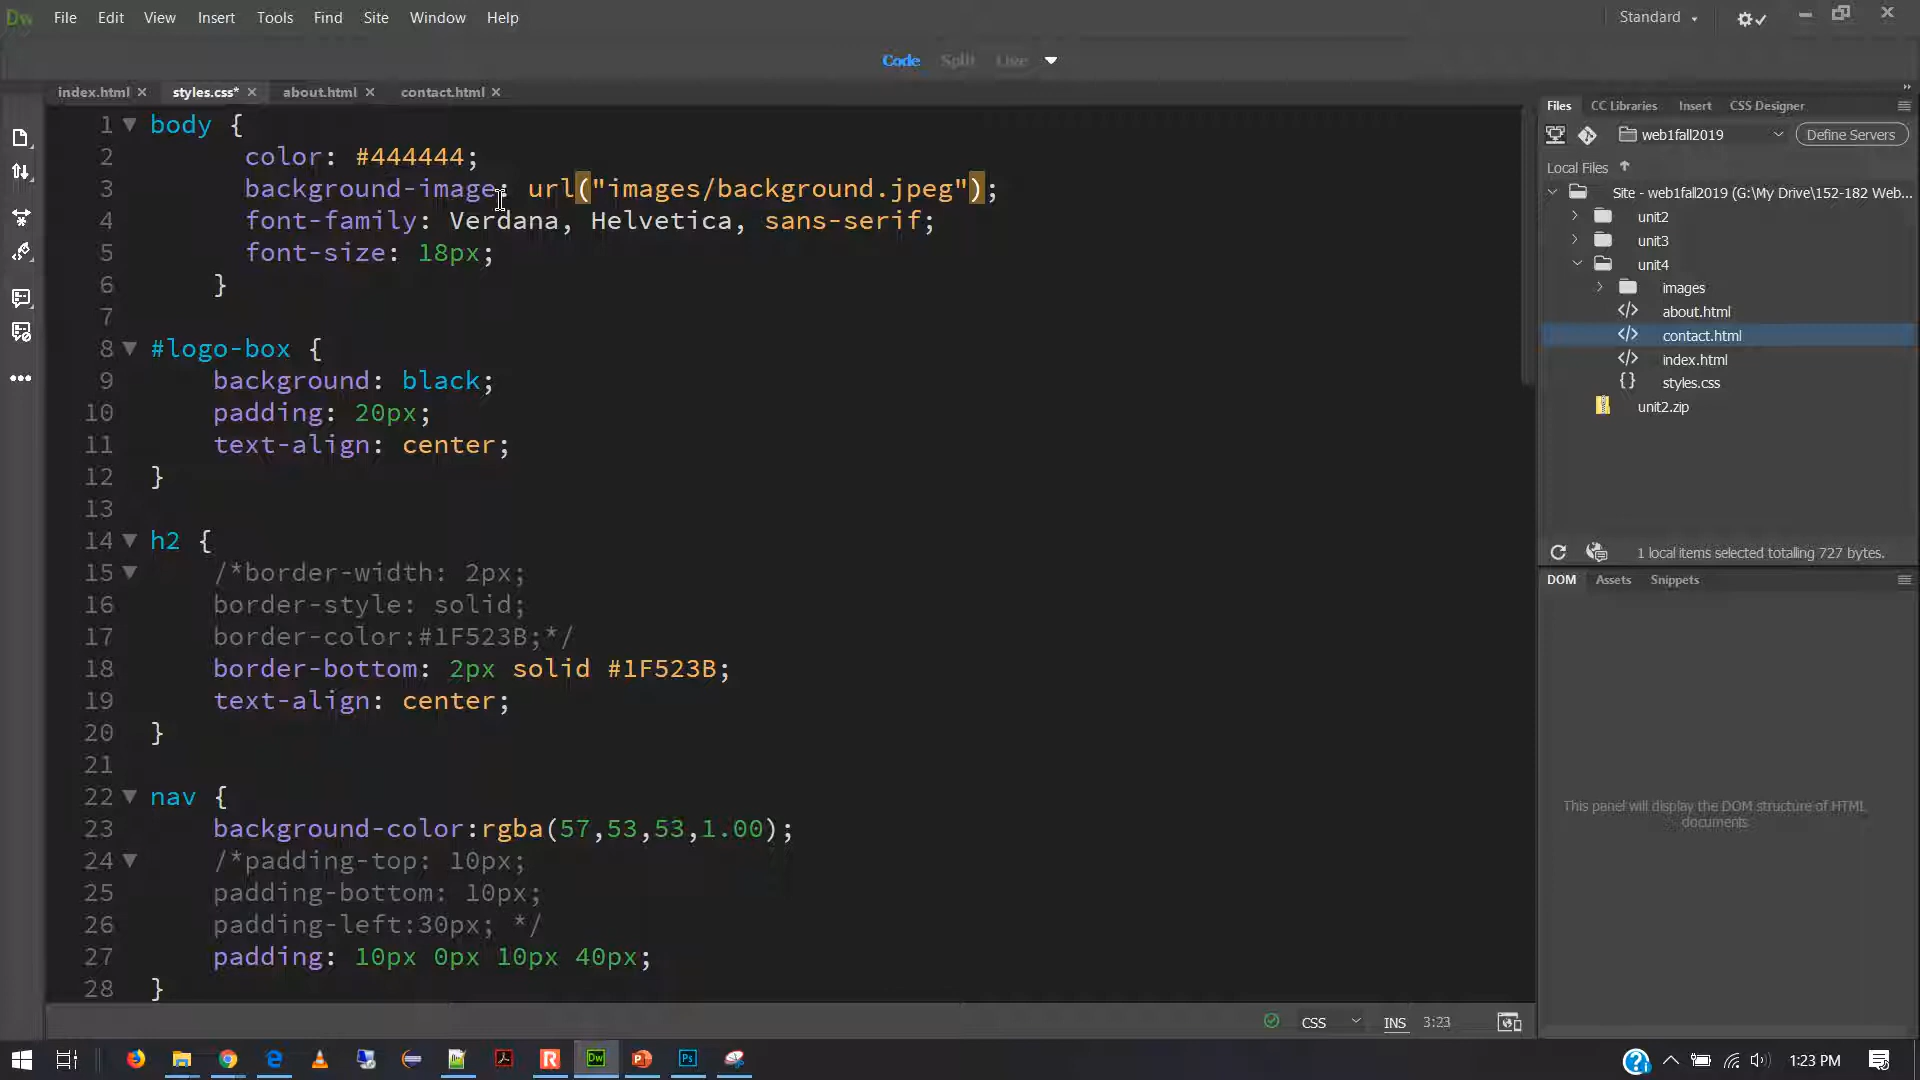 Dw File Edit View Insert Tools Find Site Window Help Standard
Code Split Live
index.html styles.css* about.html contact.html
1 body {
2 color: #444444;
3 background-image: url("images/background.jpeg");
4 font-family: Verdana, Helvetica, sans-serif;
5 font-size: 18px;
6 }
7
8 #logo-box {
9 background: black;
10 padding: 20px;
11 text-align: center;
12 }
13
14 h2 {
15 /*border-width: 2px;
16 border-style: solid;
17 border-color:#1F523B;*/
18 border-bottom: 2px solid #1F523B;
19 text-align: center;
20 }
21
22 nav {
23 background-color:rgba(57,53,53,1.00);
24 /*padding-top: 10px;
25 padding-bottom: 10px;
26 padding-left:30px; */
27 padding: 10px 0px 10px 40px;
28 }
CSS INS 3:23
Files CC Libraries Insert CSS Designer
web1fall2019 Define Servers
Local Files
Site - web1fall2019 (G:\My Drive\152-182 Web...
unit2
unit3
unit4
images
about.html
contact.html
index.html
styles.css
unit2.zip
1 local items selected totalling 727 bytes.
DOM Assets Snippets
This panel will display the DOM structure of HTML
documents
R Dw P Ps
1:23 PM